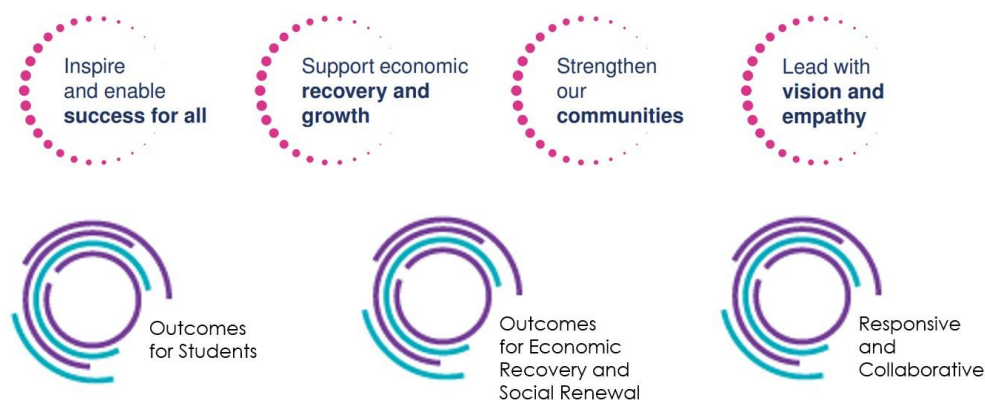 Inspire
and enable
success for all
Support economic
recovery and
growth
Strengthen
our
communities
Lead with
vision and
empathy
Outcomes
for Students
Outcomes
for Economic
Recovery and
Social Renewal
Responsive
and
Collaborative